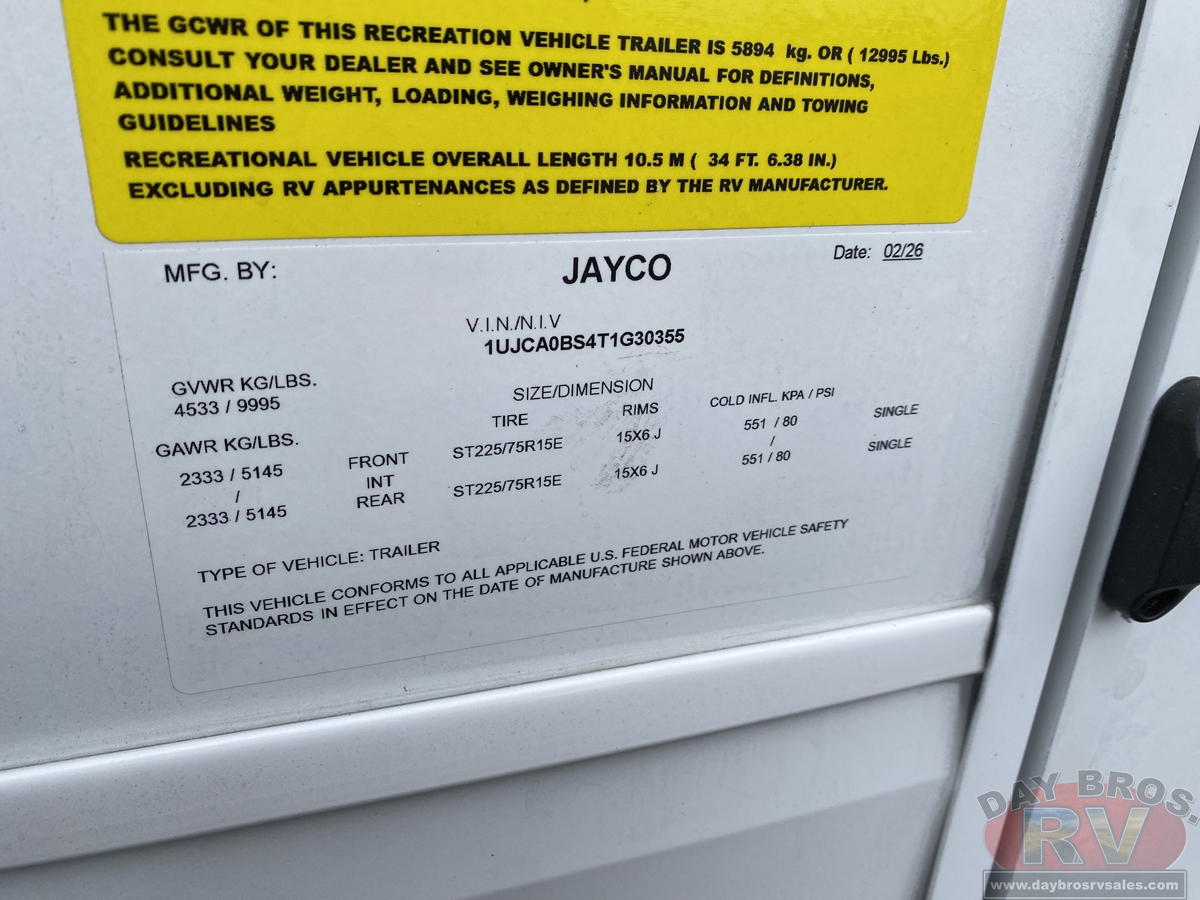 THE GCWR OF THIS RECREATION VEHICLE TRAILER IS 5894 kg. OR ( 12995 Lbs.)
CONSULT YOUR DEALER AND SEE OWNER'S MANUAL FOR DEFINITIONS,
ADDITIONAL WEIGHT, LOADING, WEIGHING INFORMATION AND TOWING
GUIDELINES
RECREATIONAL VEHICLE OVERALL LENGTH 10.5 M ( 34 FT. 6.38 IN.)
EXCLUDING RV APPURTENANCES AS DEFINED BY THE RV MANUFACTURER.
MFG. BY: JAYCO Date: 02/26
V.I.N./N.I.V
1UJCA0BS4T1G30355
GVWR KG/LBS. SIZE/DIMENSION
4533 / 9995 TIRE RIMS COLD INFL. KPA / PSI
GAWR KG/LBS.
2333 / 5145 FRONT ST225/75R15E 15X6 J 551 / 80 SINGLE
/ INT /
2333 / 5145 REAR ST225/75R15E 15X6 J 551 / 80 SINGLE
TYPE OF VEHICLE: TRAILER
THIS VEHICLE CONFORMS TO ALL APPLICABLE U.S. FEDERAL MOTOR VEHICLE SAFETY
STANDARDS IN EFFECT ON THE DATE OF MANUFACTURE SHOWN ABOVE.
DAY BROS.
RV
www.daybrosrvsales.com